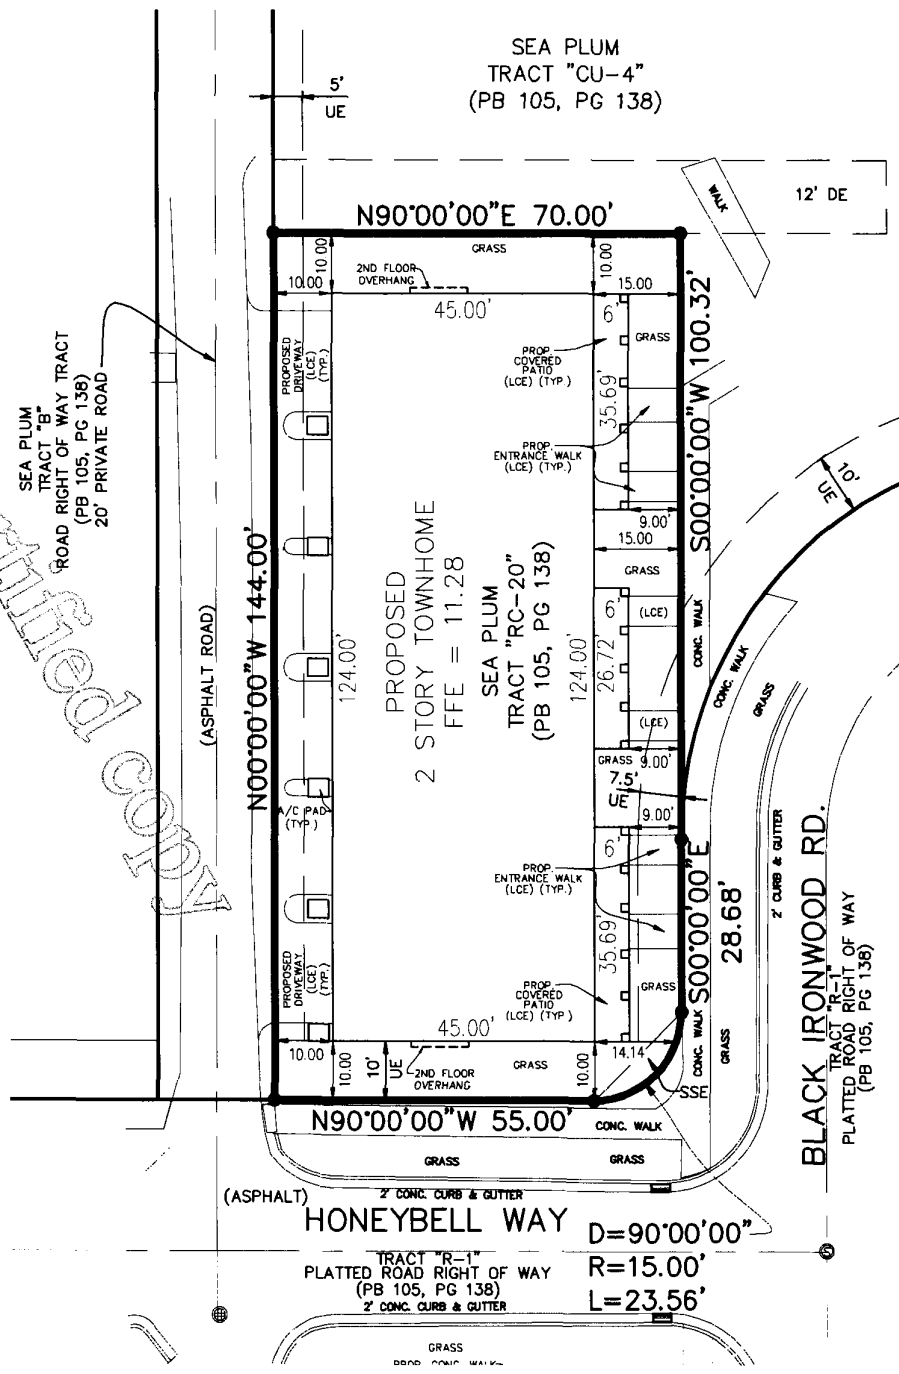 SEA PLUM
TRACT "CU-4"
(PB 105, PG 138)
5'
UE
WALK
12' DE
N90°00'00"E 70.00'
GRASS
10.00
10.00
2ND FLOOR
OVERHANG
10.00
15.00
45.00'
6'
GRASS
S00°00'00"W 100.32'
PROPOSED
DRIVEWAY
(LCE)
(TYP.)
PROP.
COVERED
PATIO
(LCE) (TYP.)
35.69'
SEA PLUM
TRACT "B"
ROAD RIGHT OF WAY TRACT
(PB 105, PG 138)
20' PRIVATE ROAD
PROP.
ENTRANCE WALK
(LCE) (TYP.)
10'
UE
9.00'
15.00
GRASS
N00°00'00"W 144.00'
(ASPHALT ROAD)
124.00'
PROPOSED
2 STORY TOWNHOME
FFE = 11.28
SEA PLUM
TRACT "RC-20"
(PB 105, PG 138)
124.00'
6'
26.72'
(LCE)
(LCE)
CONC. WALK
CONC. WALK
GRASS
GRASS
9.00'
7.5'
UE
A/C PAD
(TYP.)
9.00'
6'
PROP.
ENTRANCE WALK
(LCE) (TYP.)
35.69'
S00°00'00"E
28.68'
2' CURB & GUTTER
BLACK IRONWOOD RD.
TRACT "R-1"
PLATTED ROAD RIGHT OF WAY
(PB 105, PG 138)
PROPOSED
DRIVEWAY
(LCE)
(TYP.)
PROP.
COVERED
PATIO
(LCE) (TYP.)
GRASS
45.00'
10.00
10.00
10'
UE
2ND FLOOR
OVERHANG
GRASS
10.00
14.14
CONC. WALK
GRASS
SSE
N90°00'00"W 55.00'
CONC. WALK
GRASS
GRASS
(ASPHALT)
2' CONC. CURB & GUTTER
HONEYBELL WAY
TRACT "R-1"
PLATTED ROAD RIGHT OF WAY
(PB 105, PG 138)
2' CONC. CURB & GUTTER
D=90°00'00"
R=15.00'
L=23.56'
S
GRASS
PROP. CONC. WALK
copy